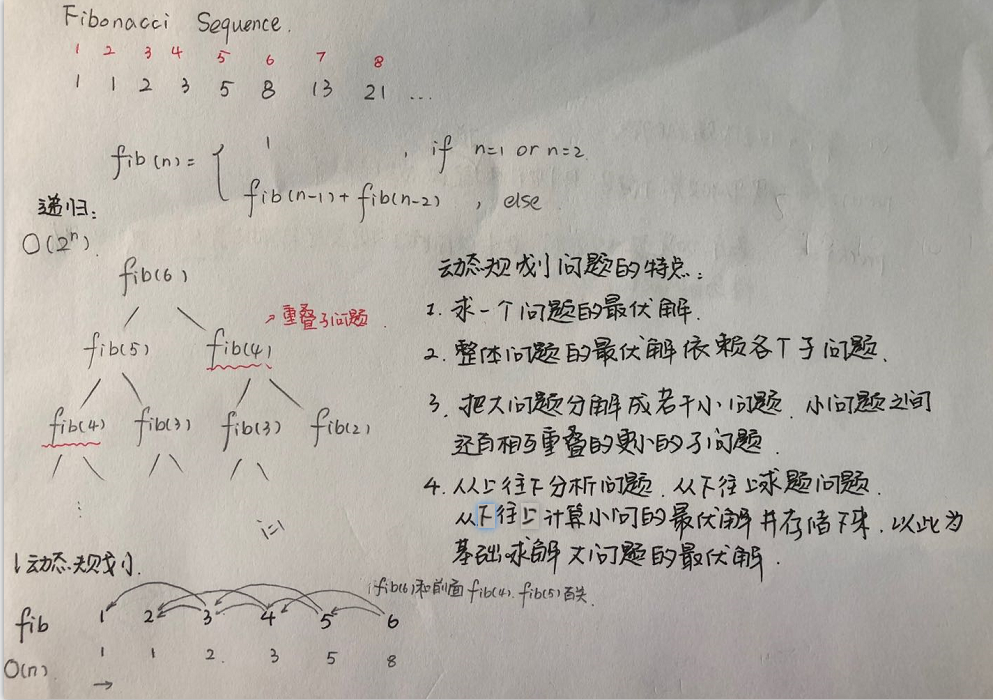 Fibonacci Sequence.
1 2 3 4 5 6 7 8
1 1 2 3 5 8 13 21 ...
fib(n)= { 1 , if n=1 or n=2
fib(n-1)+fib(n-2) , else
递归:
O(2ⁿ)
fib(6)
→重叠子问题
fib(5) fib(4)
fib(4) fib(3) fib(3) fib(2)
⋮
i=1
动态规划问题的特点:
1. 求一个问题的最优解.
2. 整体问题的最优解依赖各个子问题.
3. 把大问题分解成若干小问题. 小问题之间
还有相互重叠的更小的子问题.
4. 从上往下分析问题. 从下往上求题问题.
从下往上计算小问的最优解并存储下来. 以此为
基础求解大问题的最优解.
动态规划.
fib(6)和前面fib(4). fib(5)有关.
fib 1 2 3 4 5 6
O(n) 1 1 2 3 5 8
→